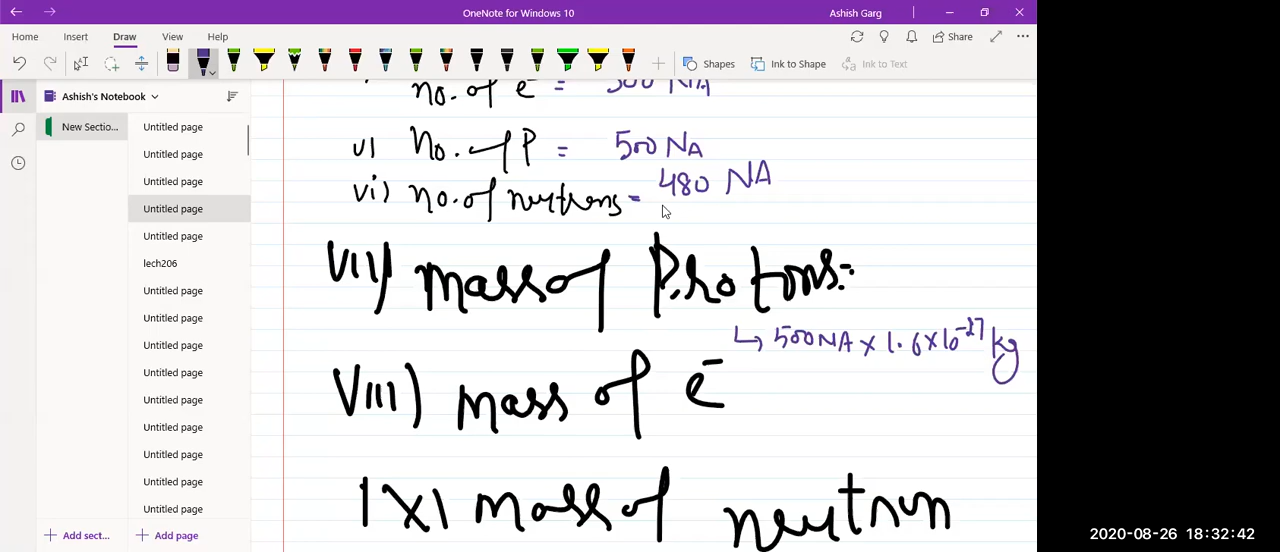 OneNote for Windows 10
Ashish Garg
Home Insert Draw View Help
Share
Shapes Ink to Shape Ink to Text
Ashish's Notebook
New Sectio...
Untitled page
Untitled page
Untitled page
Untitled page
Untitled page
lech206
Untitled page
Untitled page
Untitled page
Untitled page
Untitled page
Untitled page
Untitled page
Untitled page
Untitled page
Add sect...
Add page
no. of e⁻ = 500 NA
v) No. of P = 500 NA
vi) no. of neutrons = 480 NA
VII) Mass of Protons:-
↳ 500NA × 1.6×10⁻²⁷ kg
VIII) mass of e⁻
IX) mass of neutron
2020-08-26 18:32:42